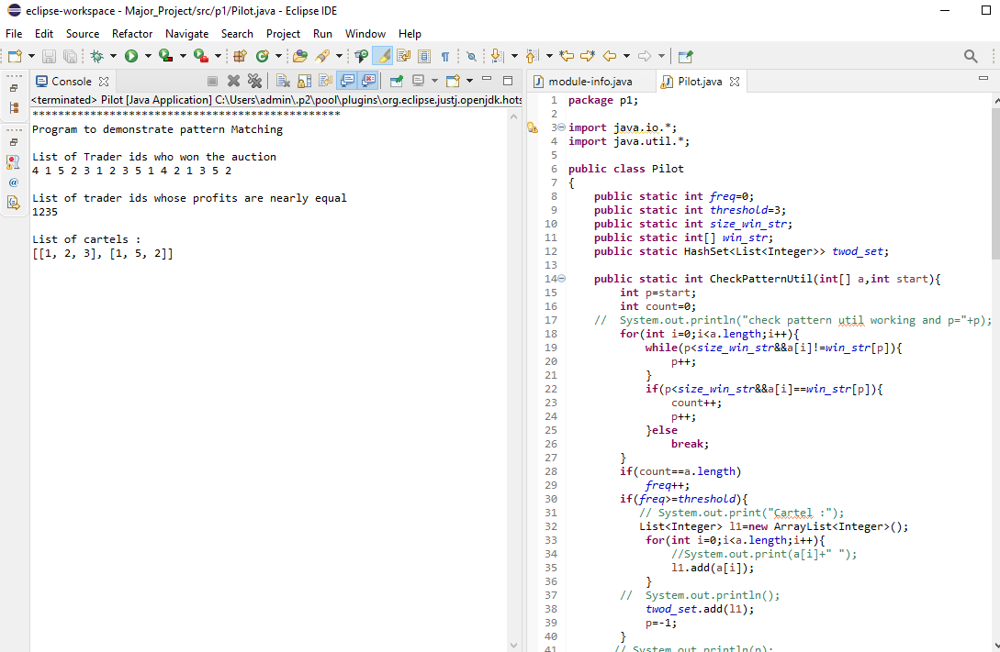 eclipse-workspace - Major_Project/src/p1/Pilot.java - Eclipse IDE
File Edit Source Refactor Navigate Search Project Run Window Help
Console
<terminated> Pilot [Java Application] C:\Users\admin\.p2\pool\plugins\org.eclipse.justj.openjdk.hots
************************************************
Program to demonstrate pattern Matching
List of Trader ids who won the auction
4 1 5 2 3 1 2 3 5 1 4 2 1 3 5 2
List of trader ids whose profits are nearly equal
1235
List of cartels :
[[1, 2, 3], [1, 5, 2]]
module-info.java Pilot.java
1 package p1;
2
3 import java.io.*;
4 import java.util.*;
5
6 public class Pilot
7 {
8 public static int freq=0;
9 public static int threshold=3;
10 public static int size_win_str;
11 public static int[] win_str;
12 public static HashSet<List<Integer>> twod_set;
13
14 public static int CheckPatternUtil(int[] a,int start){
15 int p=start;
16 int count=0;
17 // System.out.println("check pattern util working and p="+p);
18 for(int i=0;i<a.length;i++){
19 while(p<size_win_str&&a[i]!=win_str[p]){
20 p++;
21 }
22 if(p<size_win_str&&a[i]==win_str[p]){
23 count++;
24 p++;
25 }else
26 break;
27 }
28 if(count==a.length)
29 freq++;
30 if(freq>=threshold){
31 // System.out.print("Cartel :");
32 List<Integer> l1=new ArrayList<Integer>();
33 for(int i=0;i<a.length;i++){
34 //System.out.print(a[i]+" ");
35 l1.add(a[i]);
36 }
37 // System.out.println();
38 twod_set.add(l1);
39 p=-1;
40 }
41 // System.out.println(p);